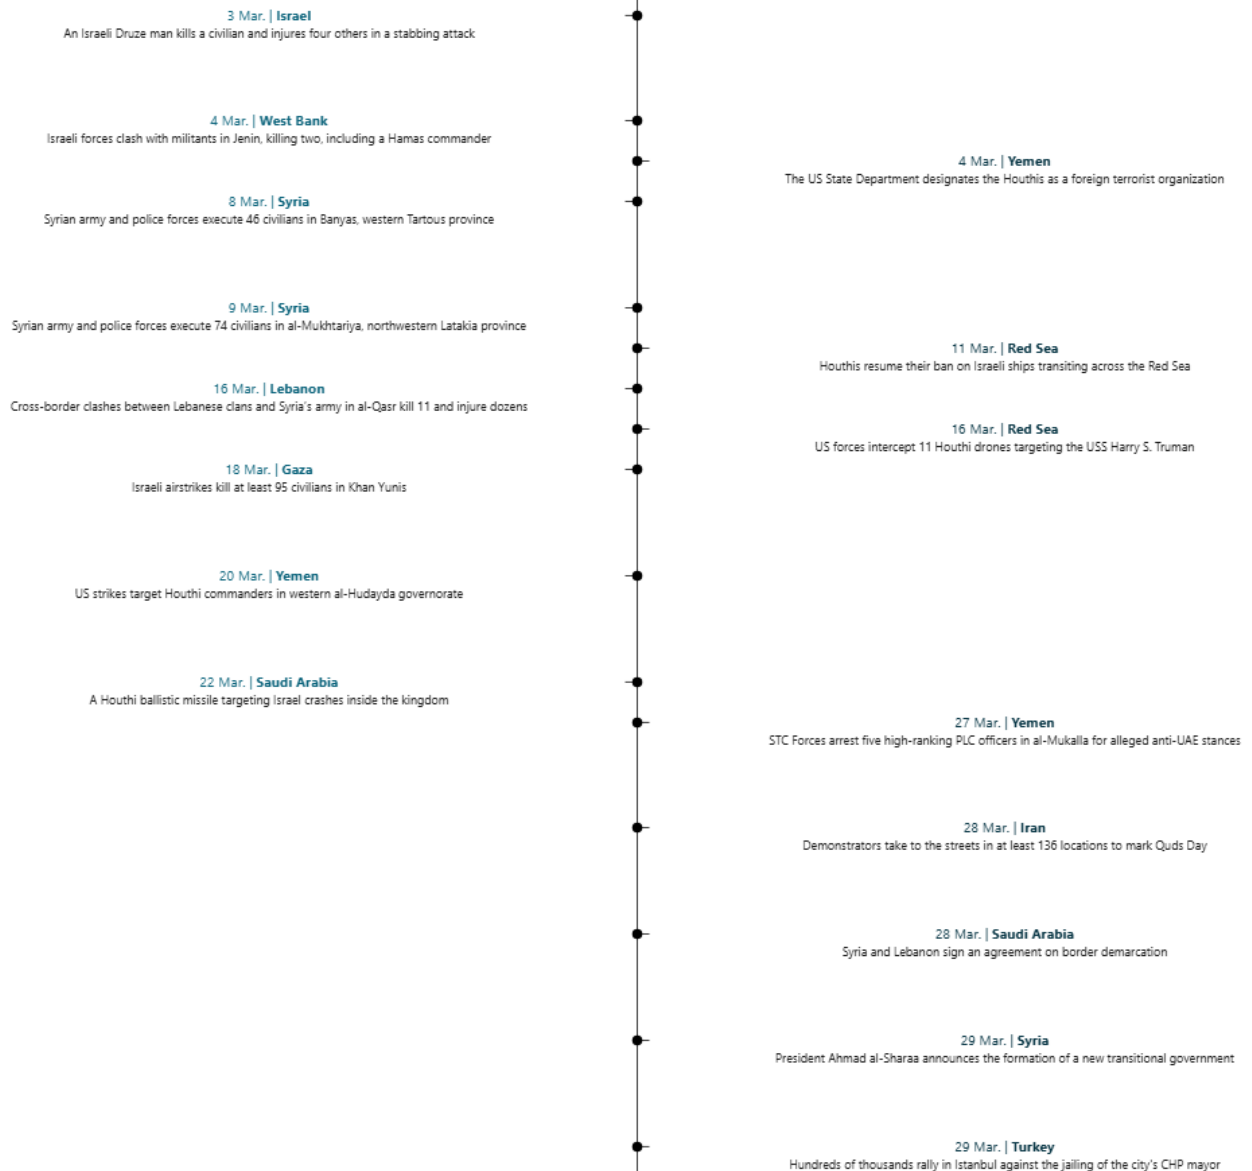 3 Mar. | Israel
An Israeli Druze man kills a civilian and injures four others in a stabbing attack
4 Mar. | West Bank
Israeli forces clash with militants in Jenin, killing two, including a Hamas commander
4 Mar. | Yemen
The US State Department designates the Houthis as a foreign terrorist organization
8 Mar. | Syria
Syrian army and police forces execute 46 civilians in Banyas, western Tartous province
9 Mar. | Syria
Syrian army and police forces execute 74 civilians in al-Mukhtariya, northwestern Latakia province
11 Mar. | Red Sea
Houthis resume their ban on Israeli ships transiting across the Red Sea
16 Mar. | Lebanon
Cross-border clashes between Lebanese clans and Syria's army in al-Qasr kill 11 and injure dozens
16 Mar. | Red Sea
US forces intercept 11 Houthi drones targeting the USS Harry S. Truman
18 Mar. | Gaza
Israeli airstrikes kill at least 95 civilians in Khan Yunis
20 Mar. | Yemen
US strikes target Houthi commanders in western al-Hudayda governorate
22 Mar. | Saudi Arabia
A Houthi ballistic missile targeting Israel crashes inside the kingdom
27 Mar. | Yemen
STC Forces arrest five high-ranking PLC officers in al-Mukalla for alleged anti-UAE stances
28 Mar. | Iran
Demonstrators take to the streets in at least 136 locations to mark Quds Day
28 Mar. | Saudi Arabia
Syria and Lebanon sign an agreement on border demarcation
29 Mar. | Syria
President Ahmad al-Sharaa announces the formation of a new transitional government
29 Mar. | Turkey
Hundreds of thousands rally in Istanbul against the jailing of the city's CHP mayor